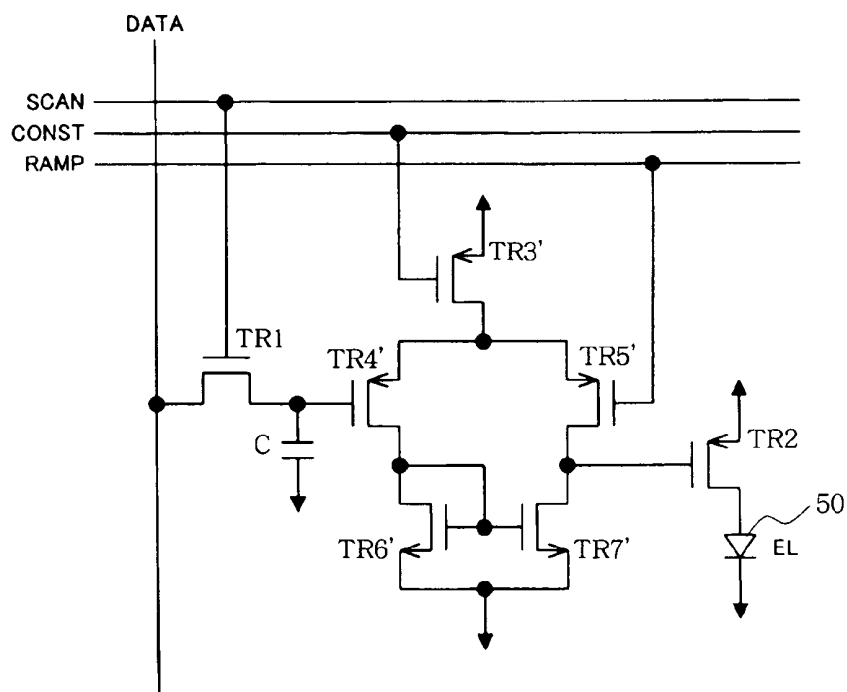 DATA
SCAN
CONST
RAMP
TR3'
TR1
TR4'
TR5'
C
TR2
50
TR6'
TR7'
EL